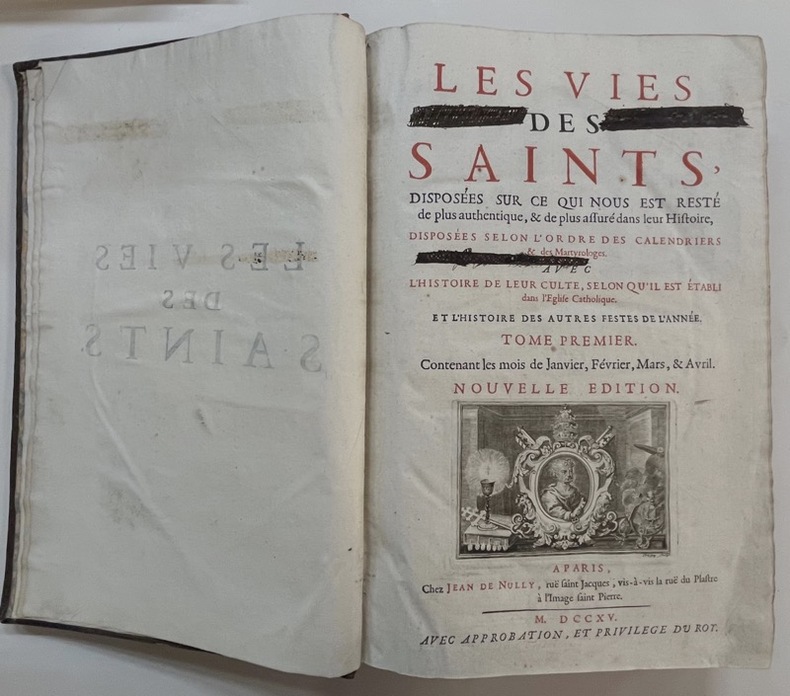 LES VIES
DES
SAINTS
LES VIES
DES
SAINTS,
DISPOSÉES SUR CE QUI NOUS EST RESTÉ
de plus authentique, & de plus aſſuré dans leur Hiſtoire,
DISPOSÉES SELON L'ORDRE DES CALENDRIERS
& des Martyrologes.
AVEC
L'HISTOIRE DE LEUR CULTE, SELON QU'IL EST ÉTABLI
dans l'Egliſe Catholique.
ET L'HISTOIRE DES AUTRES FESTES DE L'ANNÉE.
TOME PREMIER.
Contenant les mois de Janvier, Février, Mars, & Avril.
NOUVELLE EDITION.
A PARIS,
Chez JEAN DE NULLY, ruë ſaint Jacques, vis-à-vis la ruë du Plaſtre
à l'Image ſaint Pierre.
M. DCCXV.
AVEC APPROBATION, ET PRIVILEGE DU ROY.